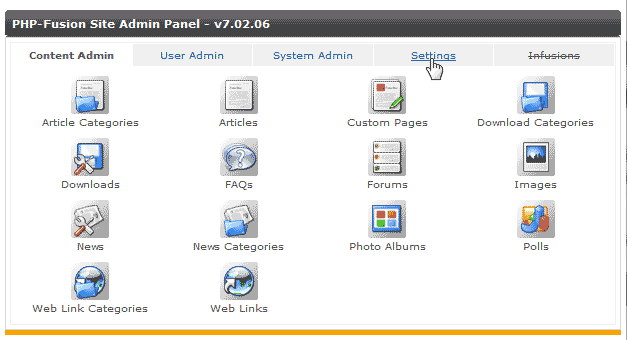 PHP-Fusion Site Admin Panel - v7.02.06
Content Admin User Admin System Admin Settings Infusions
Article Categories Articles Custom Pages Download Categories
Downloads FAQs Forums Images
News News Categories Photo Albums Polls
Web Link Categories Web Links